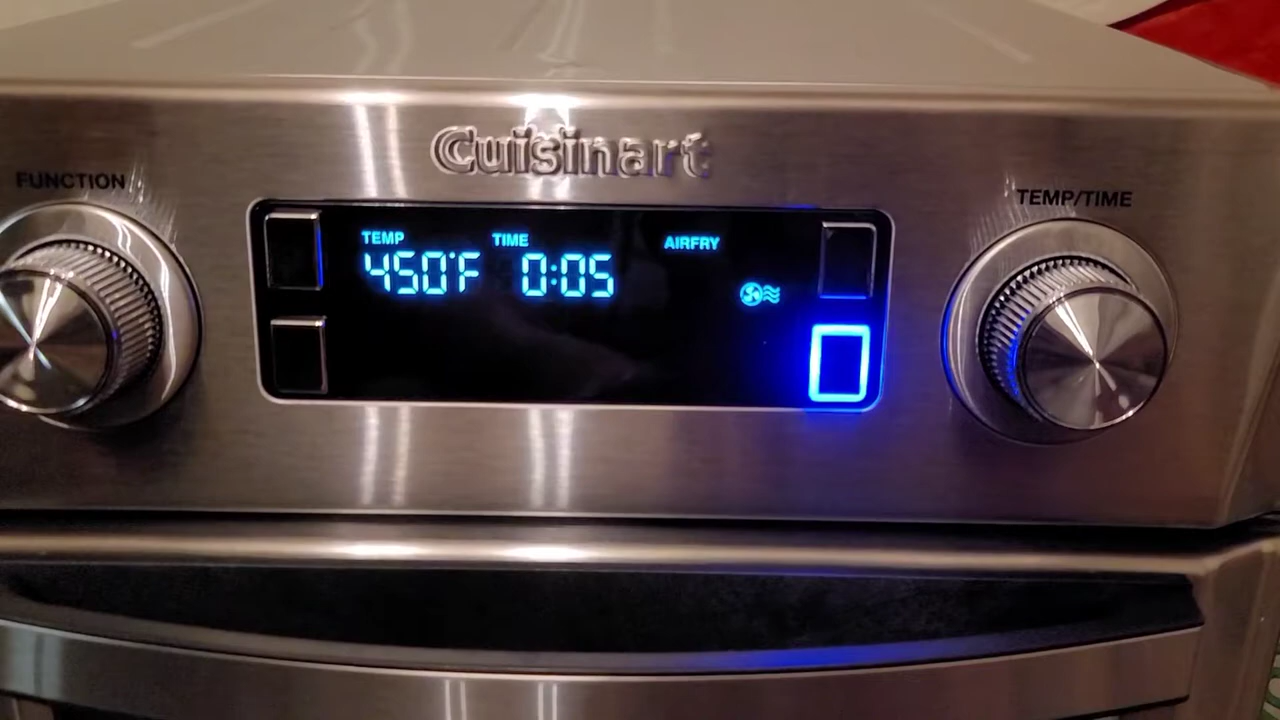 Cuisinart
FUNCTION
TEMP/TIME
TEMP TIME AIRFRY
450°F 0:05